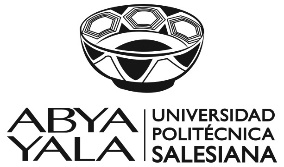 ABYA
YALA
UNIVERSIDAD
POLITÉCNICA
SALESIANA